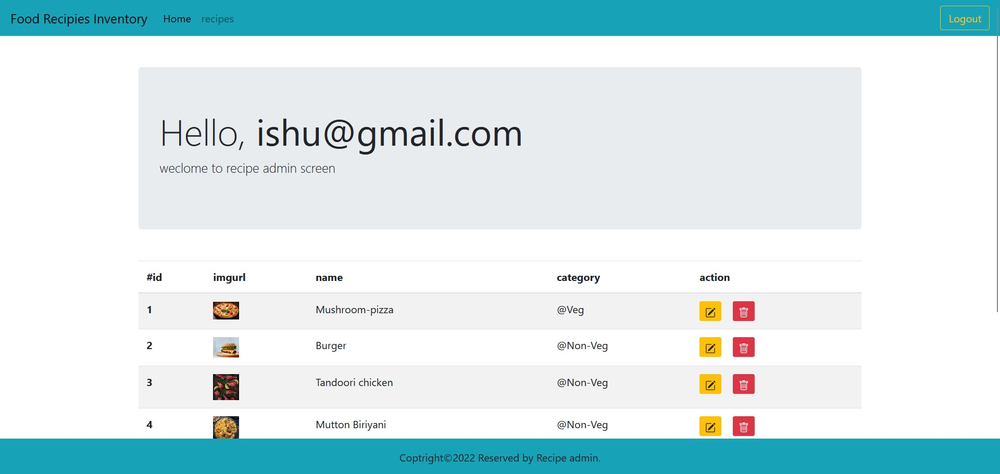 Food Recipies Inventory Home recipes Logout
Hello, ishu@gmail.com
weclome to recipe admin screen
#id imgurl name category action
1 Mushroom-pizza @Veg
2 Burger @Non-Veg
3 Tandoori chicken @Non-Veg
4 Mutton Biriyani @Non-Veg
Coptright©2022 Reserved by Recipe admin.